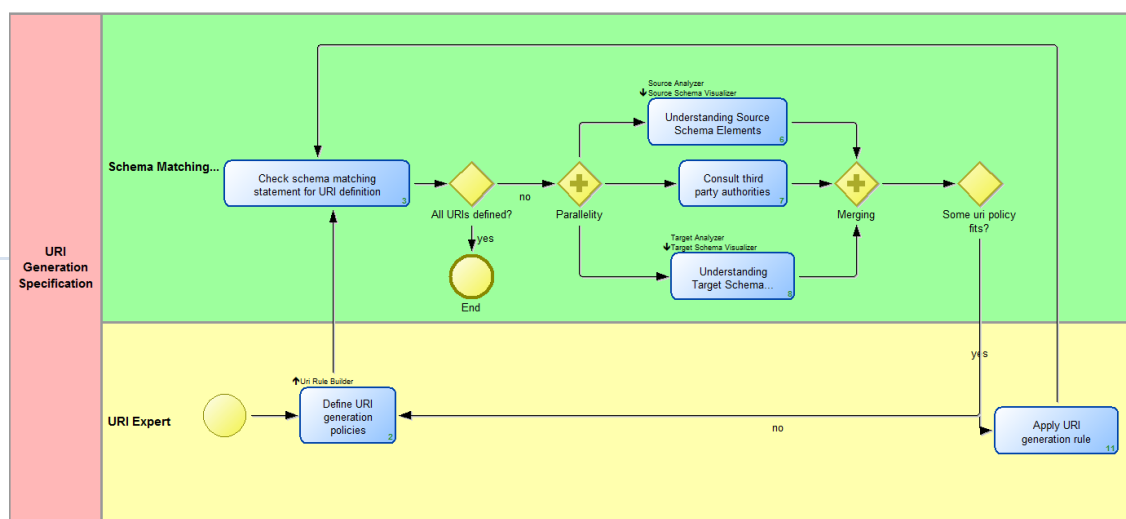 URI
Generation
Specification
Schema Matching...
Check schema matching
statement for URI definition
3
All URIs defined?
no
yes
End
Parallelity
Source Analyzer
Source Schema Visualizer
Understanding Source
Schema Elements
6
Consult third
party authorities
7
Target Analyzer
Target Schema Visualizer
Understanding
Target Schema...
8
Merging
Some uri policy
fits?
yes
URI Expert
Uri Rule Builder
Define URI
generation
policies
2
no
Apply URI
generation rule
11